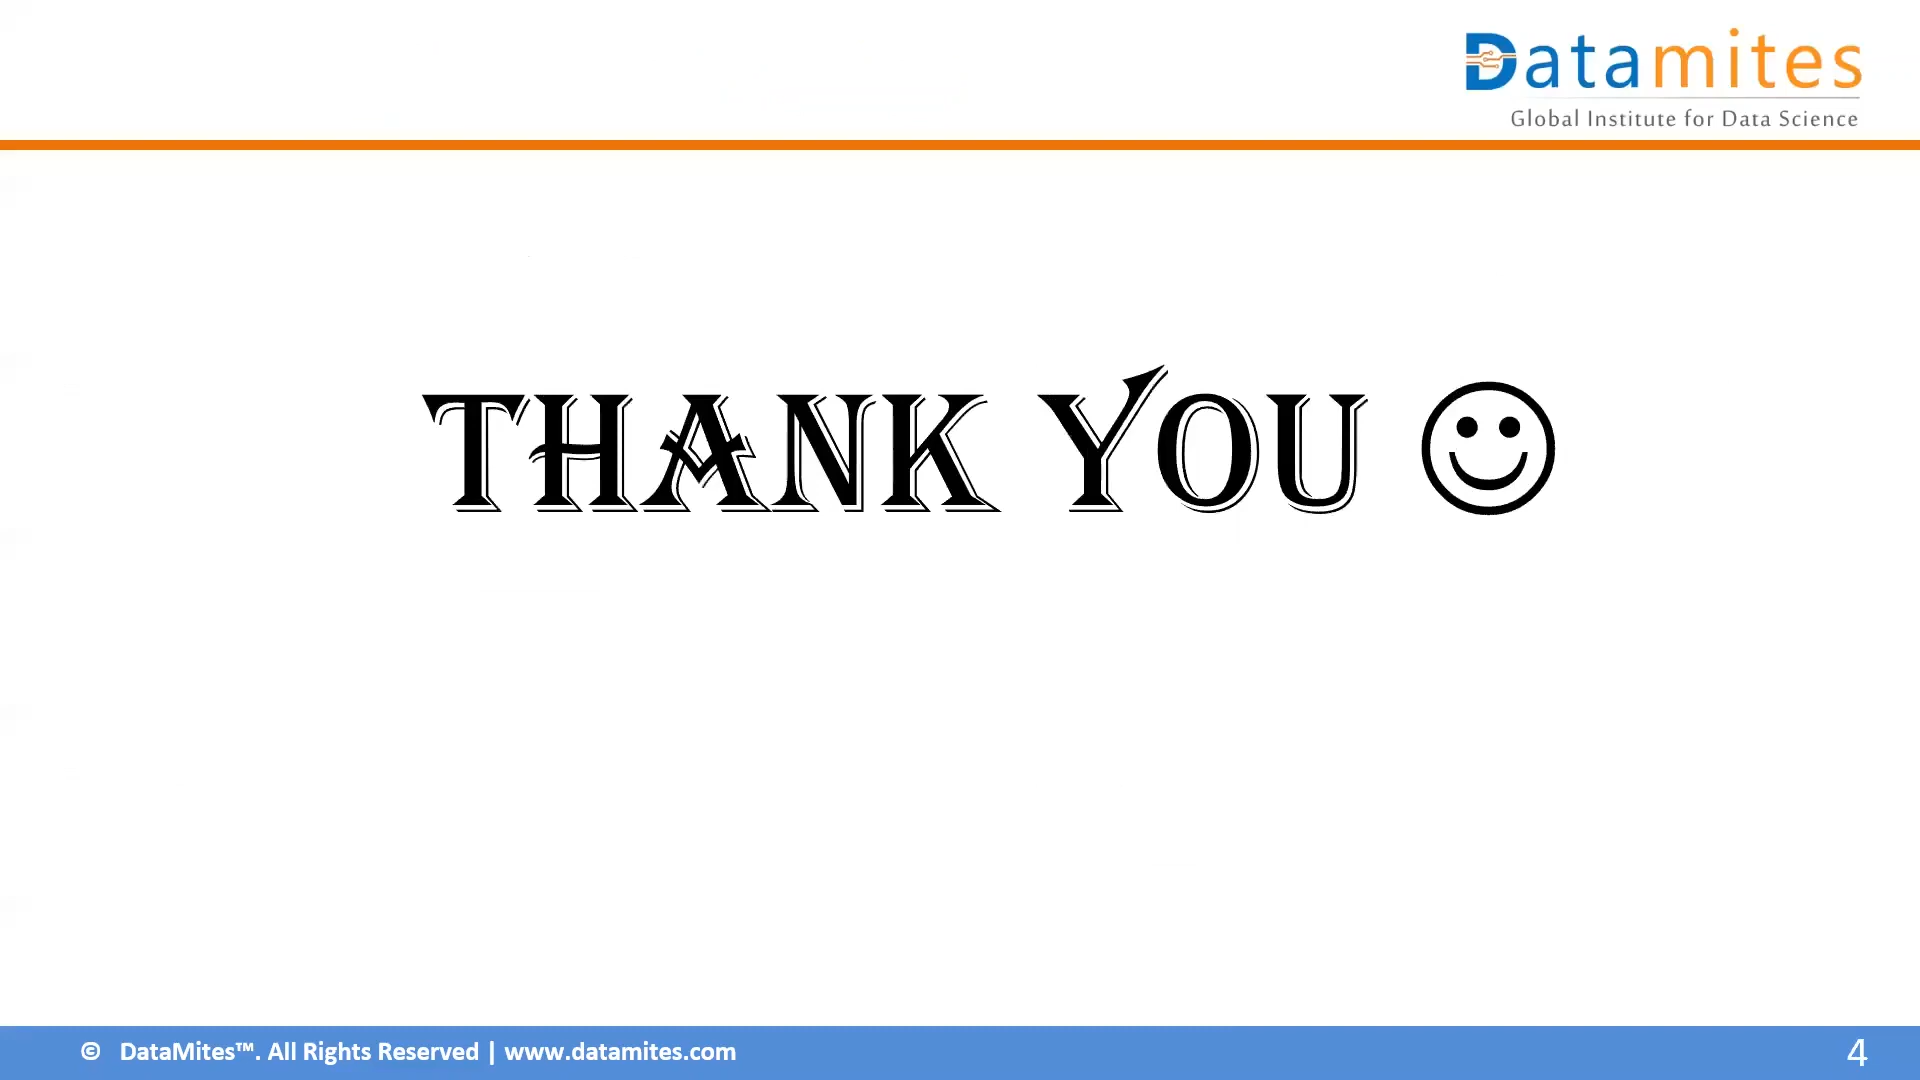 Datamites
Global Institute for Data Science
THANK YOU ☺
© DataMites™. All Rights Reserved | www.datamites.com
4